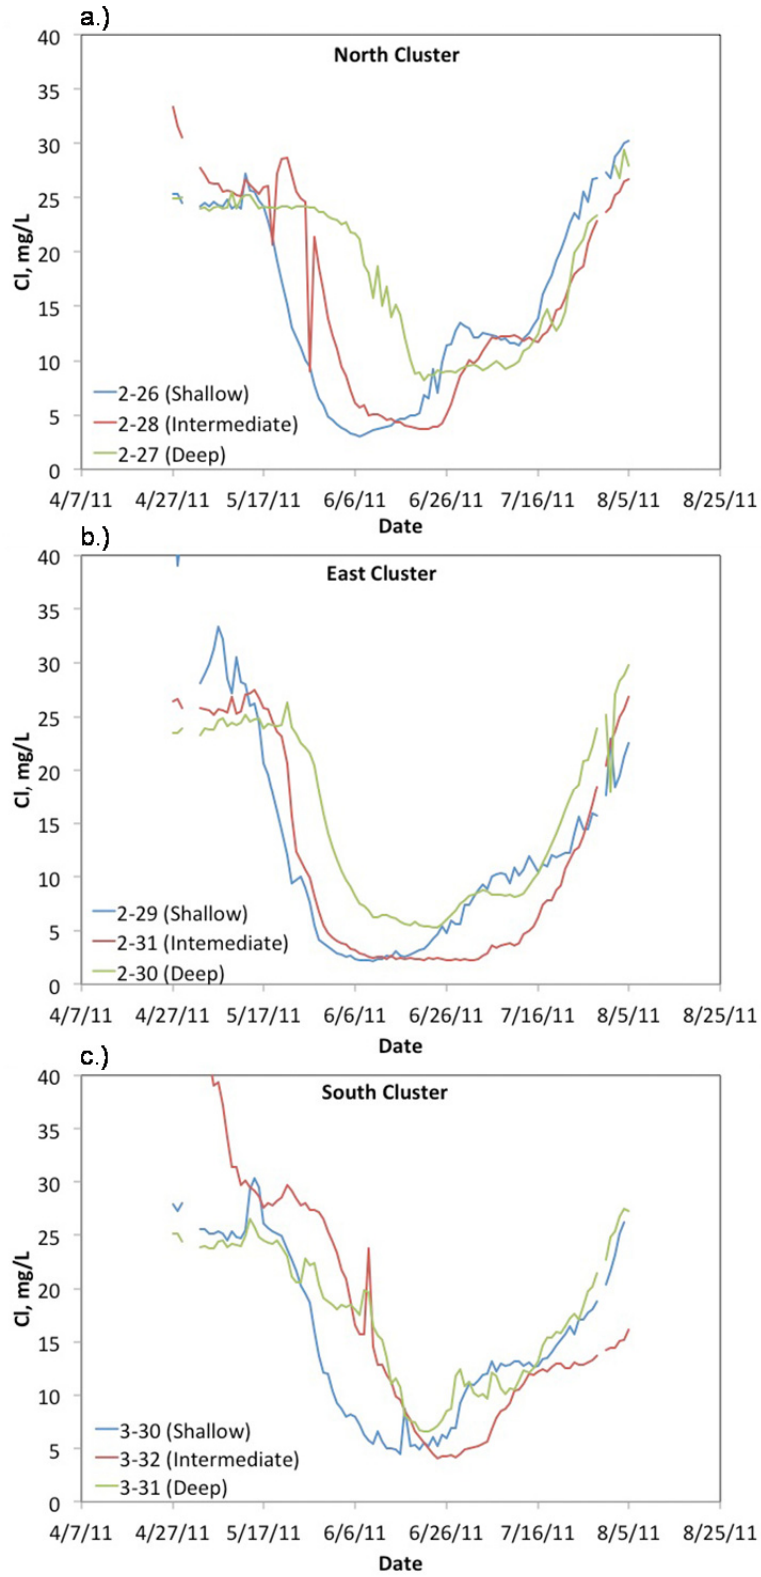 a.)
North Cluster
40
35
30
25
20
15
10
5
0
Cl, mg/L
2-26 (Shallow)
2-28 (Intermediate)
2-27 (Deep)
4/7/11 4/27/11 5/17/11 6/6/11 6/26/11 7/16/11 8/5/11 8/25/11
Date
b.)
East Cluster
40
35
30
25
20
15
10
5
0
Cl, mg/L
2-29 (Shallow)
2-31 (Intemediate)
2-30 (Deep)
4/7/11 4/27/11 5/17/11 6/6/11 6/26/11 7/16/11 8/5/11 8/25/11
Date
c.)
South Cluster
40
35
30
25
20
15
10
5
0
Cl, mg/L
3-30 (Shallow)
3-32 (Intermediate)
3-31 (Deep)
4/7/11 4/27/11 5/17/11 6/6/11 6/26/11 7/16/11 8/5/11 8/25/11
Date